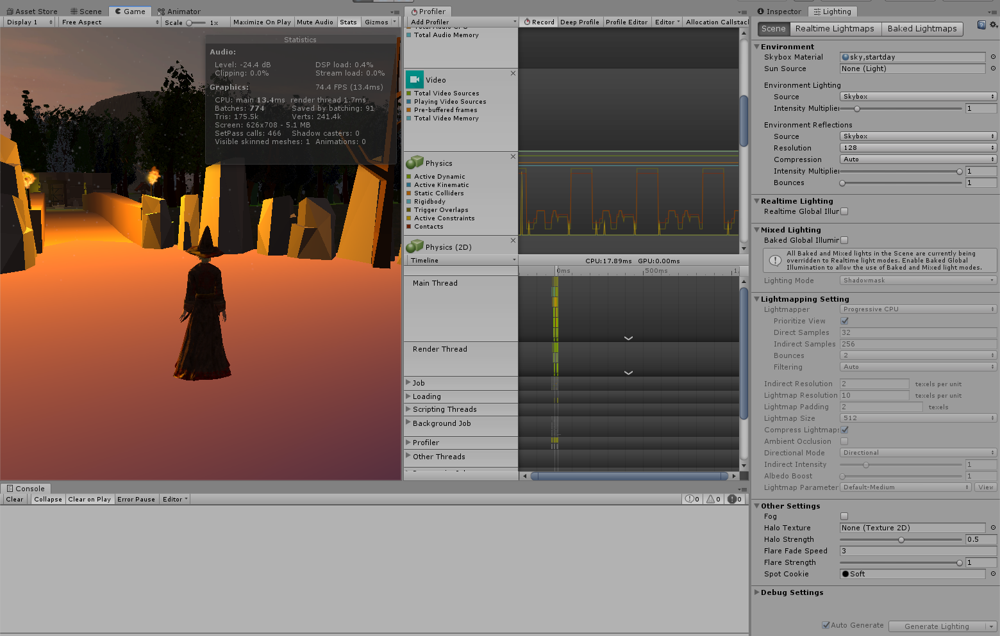 Asset Store Scene Game Animator
Display 1 Free Aspect Scale 1x Maximize On Play Mute Audio Stats Gizmos
Statistics
Audio:
Level: -24.4 dB DSP load: 0.4%
Clipping: 0.0% Stream load: 0.0%
Graphics: 74.4 FPS (13.4ms)
CPU: main 13.4ms render thread 1.7ms
Batches: 774 Saved by batching: 91
Tris: 175.5k Verts: 241.4k
Screen: 626x708 - 5.1 MB
SetPass calls: 466 Shadow casters: 0
Visible skinned meshes: 1 Animations: 0
Profiler
Add Profiler Record Deep Profile Profile Editor Editor Allocation Callstac
Total Audio Memory
Video
Total Video Sources
Playing Video Sources
Pre-buffered frames
Total Video Memory
Physics
Active Dynamic
Active Kinematic
Static Colliders
Rigidbody
Trigger Overlaps
Active Constraints
Contacts
Physics (2D)
Timeline CPU:17.89ms GPU:0.00ms
0ms 500ms 1.
Main Thread
Render Thread
Job
Loading
Scripting Threads
Background Job
Profiler
Other Threads
Console
Clear Collapse Clear on Play Error Pause Editor 0 0 0
Inspector Lighting
Scene Realtime Lightmaps Baked Lightmaps
Environment
Skybox Material sky,startday
Sun Source None (Light)
Environment Lighting
Source Skybox
Intensity Multiplier 1
Environment Reflections
Source Skybox
Resolution 128
Compression Auto
Intensity Multiplier 1
Bounces 1
Realtime Lighting
Realtime Global Illur
Mixed Lighting
Baked Global Illumir
All Baked and Mixed lights in the Scene are currently being
overridden to Realtime light modes. Enable Baked Global
Illumination to allow the use of Baked and Mixed light modes.
Lighting Mode Shadowmask
Lightmapping Setting
Lightmapper Progressive CPU
Prioritize View
Direct Samples 32
Indirect Samples 256
Bounces 2
Filtering Auto
Indirect Resolution 2 texels per unit
Lightmap Resolution 10 texels per unit
Lightmap Padding 2 texels
Lightmap Size 512
Compress Lightmaps
Ambient Occlusion
Directional Mode Directional
Indirect Intensity 1
Albedo Boost 1
Lightmap Parameter Default-Medium View
Other Settings
Fog
Halo Texture None (Texture 2D)
Halo Strength 0.5
Flare Fade Speed 3
Flare Strength 1
Spot Cookie Soft
Debug Settings
Auto Generate Generate Lighting